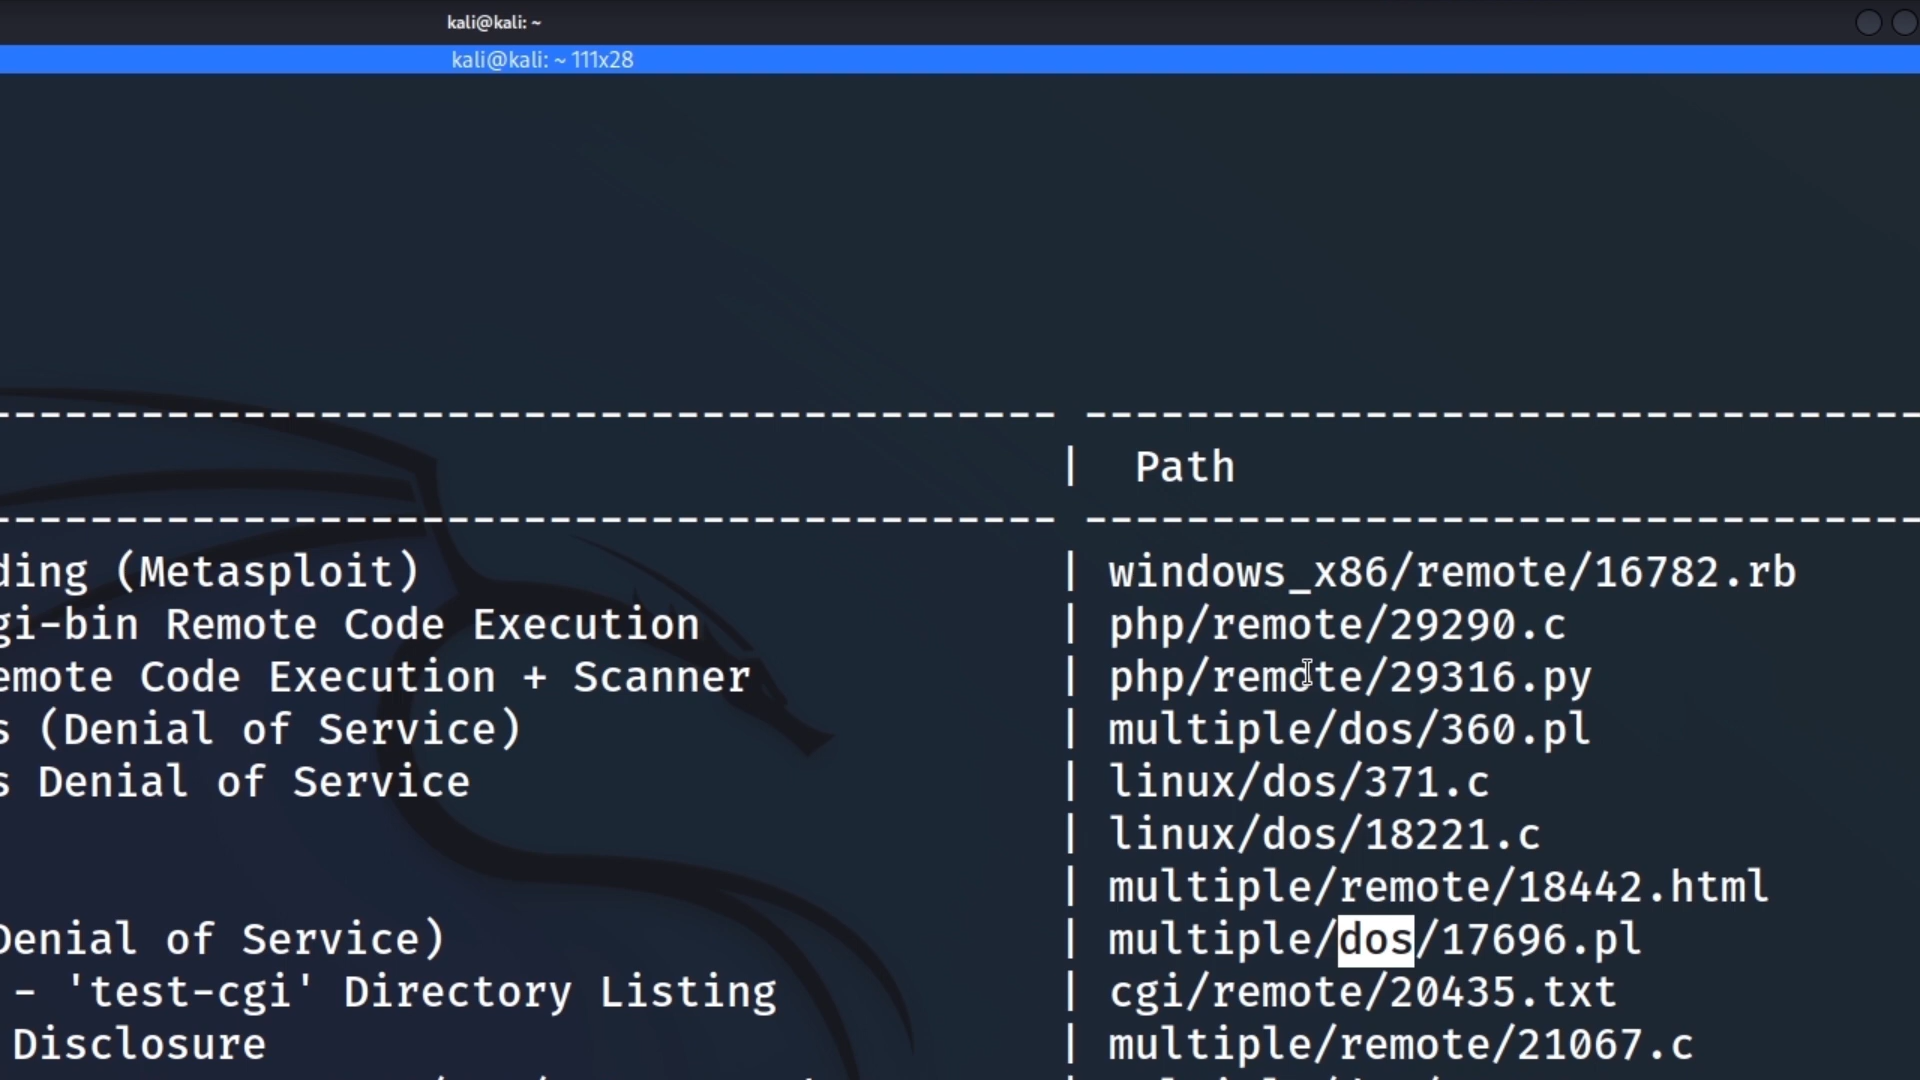 kali@kali: ~
kali@kali: ~ 111x28
---------------------------------------- ---------------------------------
| Path
---------------------------------------- ---------------------------------
ding (Metasploit) | windows_x86/remote/16782.rb
gi-bin Remote Code Execution | php/remote/29290.c
emote Code Execution + Scanner | php/remote/29316.py
s (Denial of Service) | multiple/dos/360.pl
s Denial of Service | linux/dos/371.c
| linux/dos/18221.c
| multiple/remote/18442.html
Denial of Service) | multiple/dos/17696.pl
- 'test-cgi' Directory Listing | cgi/remote/20435.txt
Disclosure | multiple/remote/21067.c